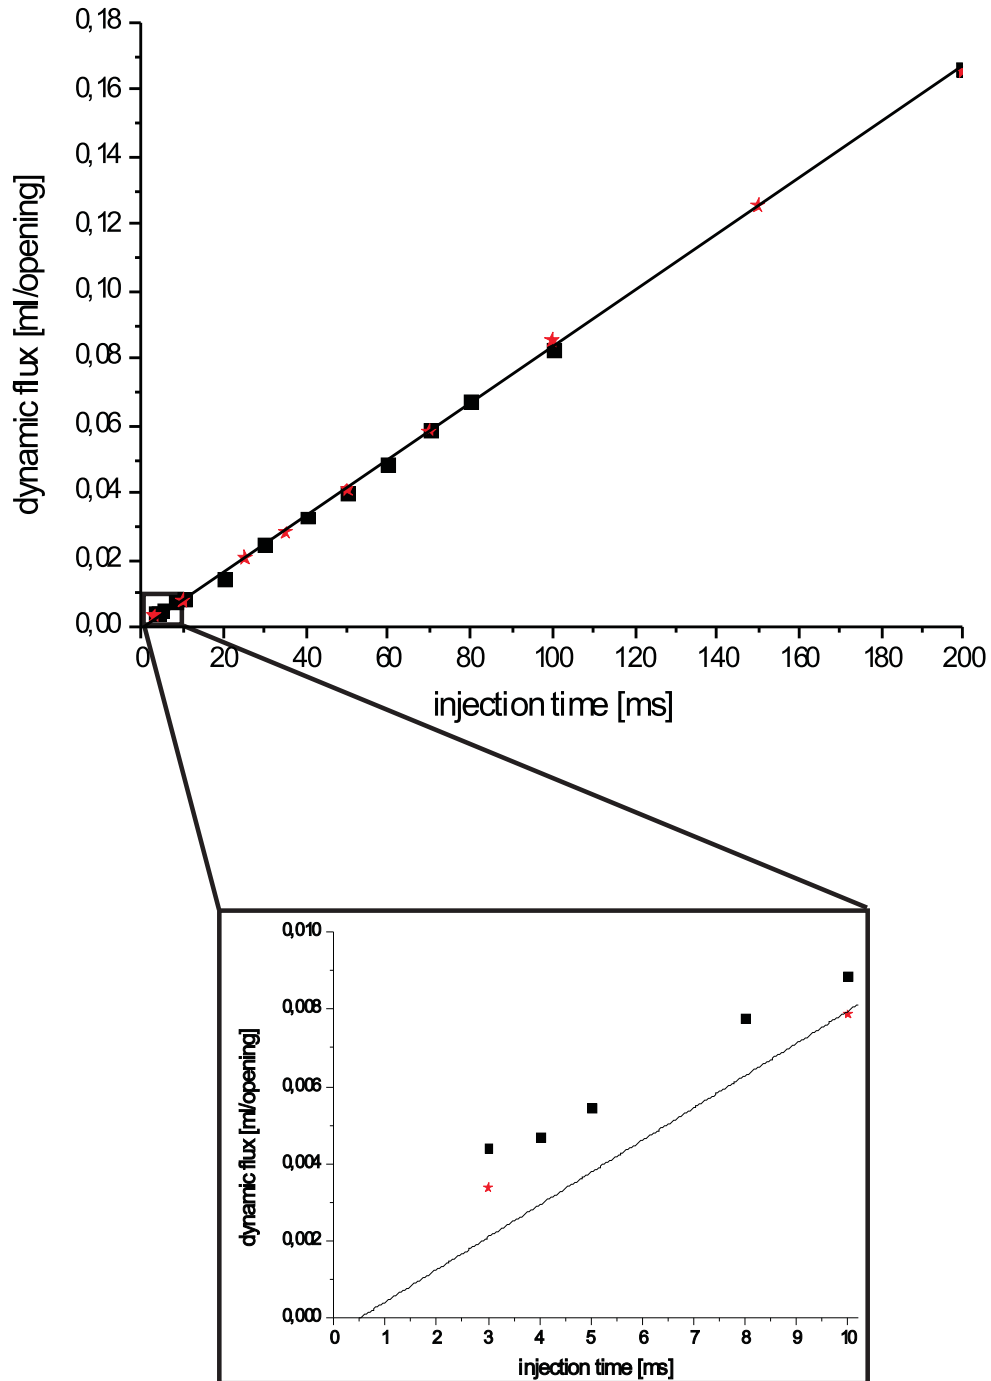 0,18
0,16
0,14
0,12
0,10
0,08
0,06
0,04
0,02
0,00
dynamic flux [ml/opening]
0 20 40 60 80 100 120 140 160 180 200
injection time [ms]
0,010
0,008
0,006
0,004
0,002
0,000
dynamic flux [ml/opening]
0 1 2 3 4 5 6 7 8 9 10
injection time [ms]